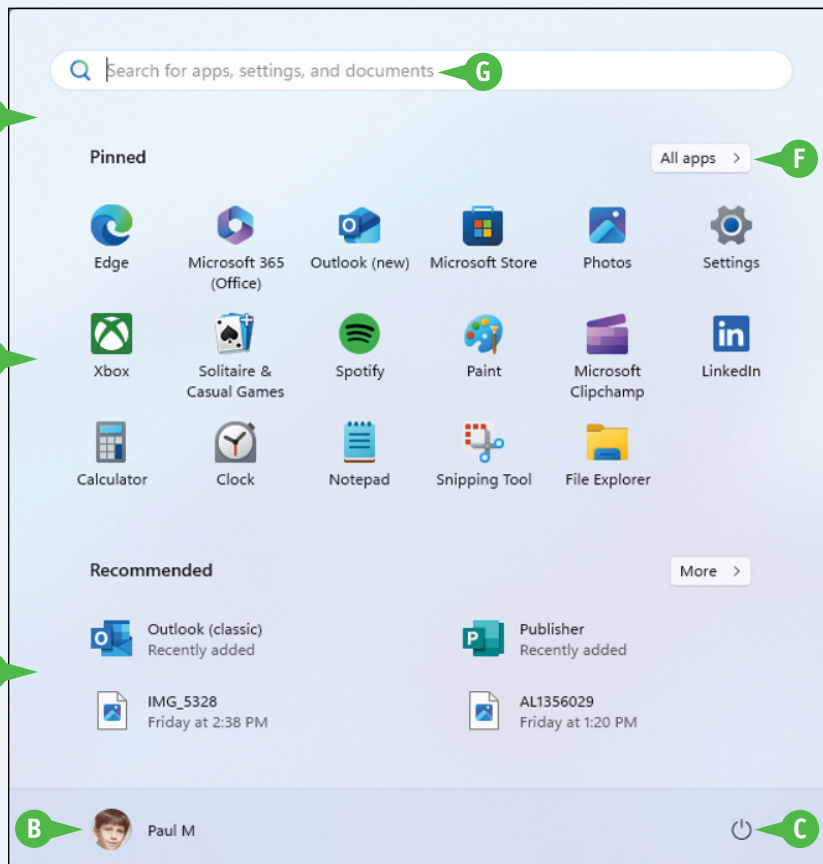 Search for apps, settings, and documents G
Pinned
All apps > F
Edge
Microsoft 365
(Office)
Outlook (new)
Microsoft Store
Photos
Settings
Xbox
Solitaire &
Casual Games
Spotify
Paint
Microsoft
Clipchamp
in
LinkedIn
Calculator
Clock
Notepad
Snipping Tool
File Explorer
Recommended
More >
O
Outlook (classic)
Recently added
P
Publisher
Recently added
IMG_5328
Friday at 2:38 PM
AL1356029
Friday at 1:20 PM
B
Paul M
C